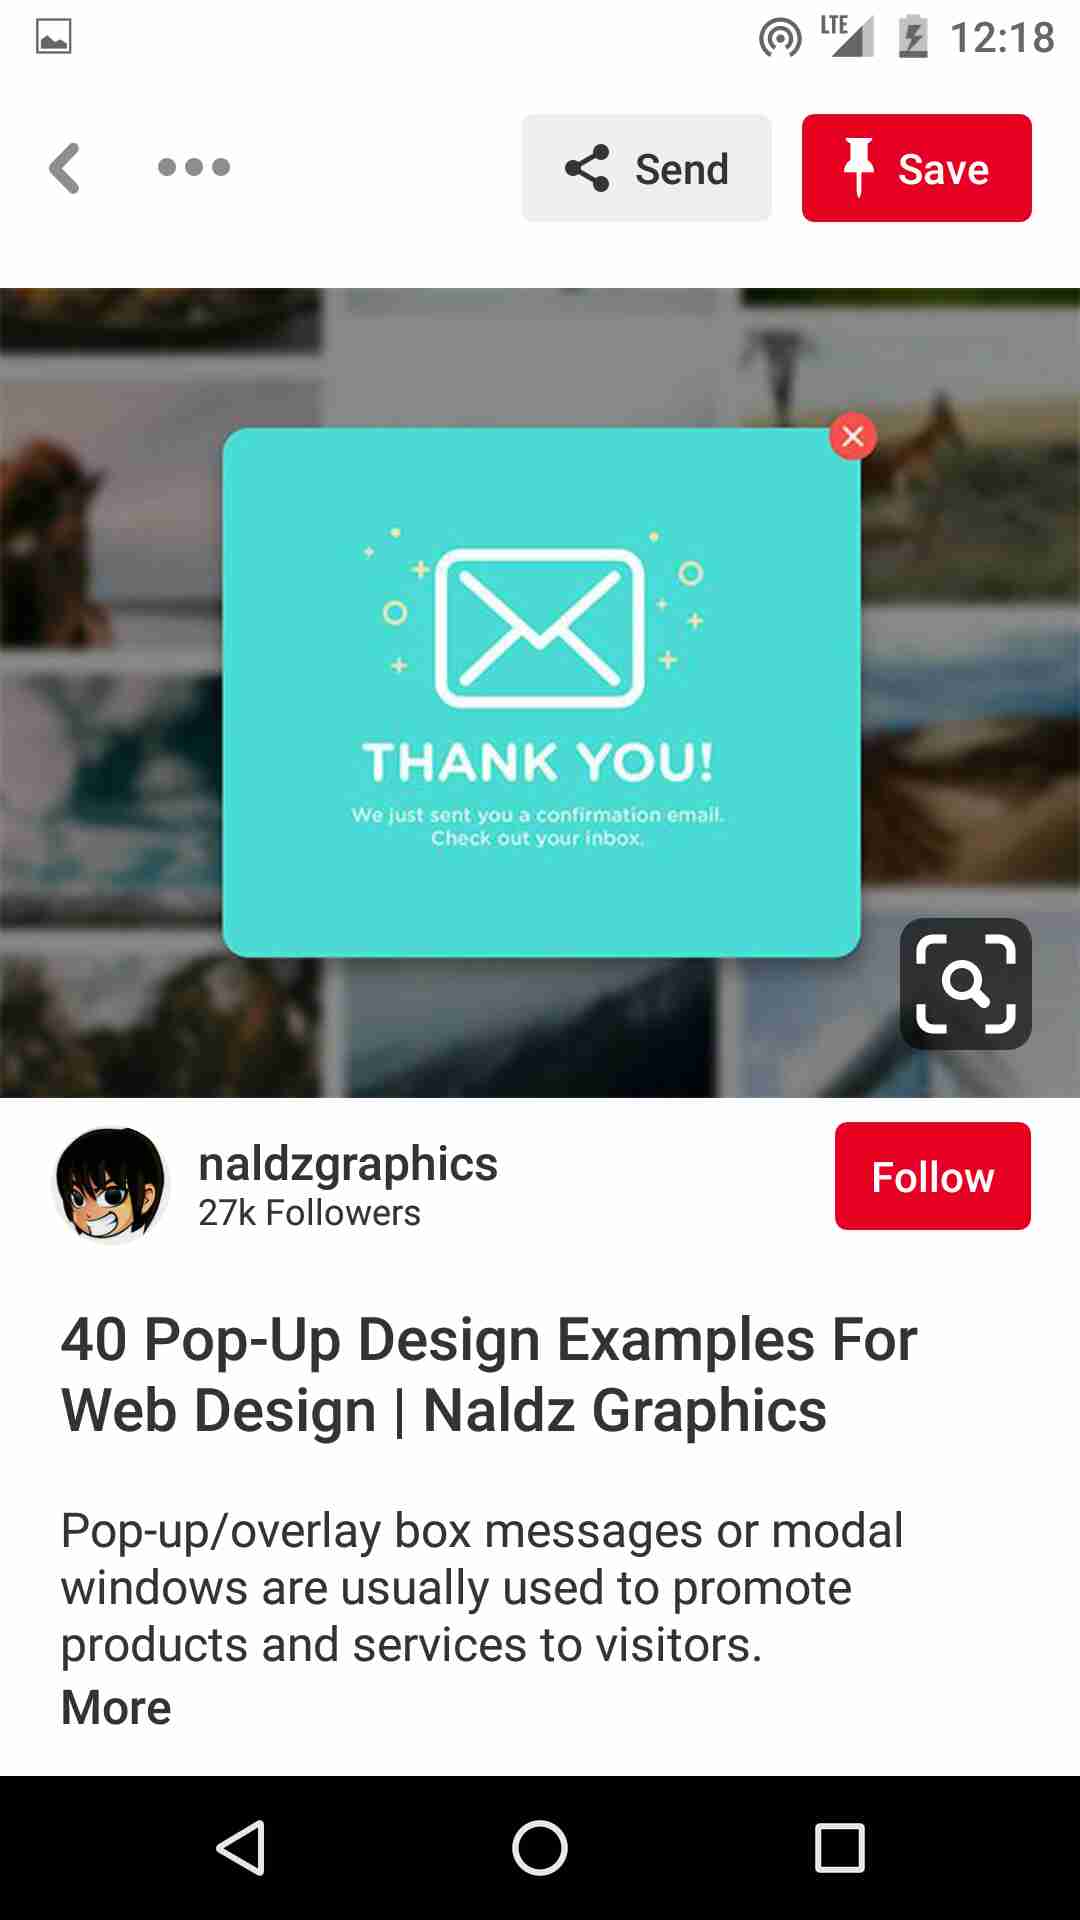 LTE 12:18
Send Save
THANK YOU!
We just sent you a confirmation email.
Check out your inbox.
naldzgraphics
27k Followers
Follow
40 Pop-Up Design Examples For
Web Design | Naldz Graphics
Pop-up/overlay box messages or modal
windows are usually used to promote
products and services to visitors.
More